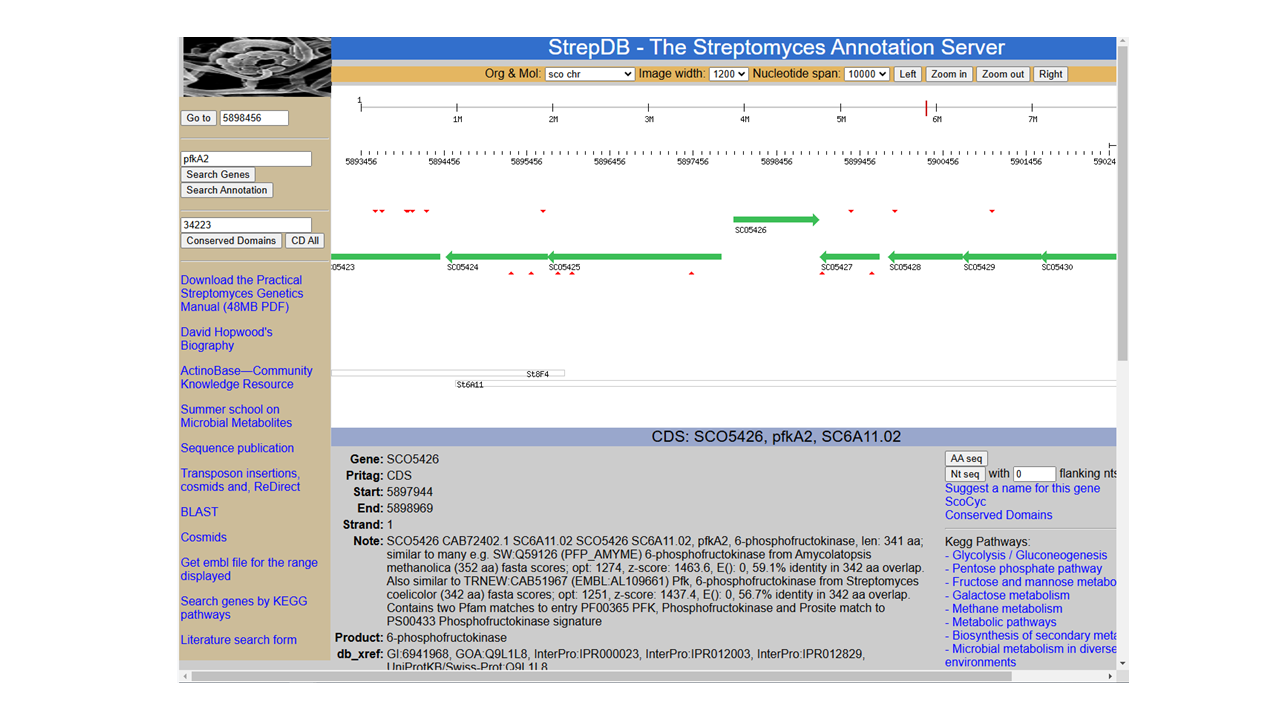 StrepDB - The Streptomyces Annotation Server
Org & Mol: sco chr Image width: 1200 Nucleotide span: 10000 Left Zoom in Zoom out Right
Go to 5898456
pfkA2
Search Genes
Search Annotation
34223
Conserved Domains CD All
Download the Practical
Streptomyces Genetics
Manual (48MB PDF)
David Hopwood's
Biography
ActinoBase—Community
Knowledge Resource
Summer school on
Microbial Metabolites
Sequence publication
Transposon insertions,
cosmids and, ReDirect
BLAST
Cosmids
Get embl file for the range
displayed
Search genes by KEGG
pathways
Literature search form
1
1M 2M 3M 4M 5M 6M 7M
5893456 5894456 5895456 5896456 5897456 5898456 5899456 5900456 5901456 59024
SCO5426
CO5423 SCO5424 SCO5425 SCO5427 SCO5428 SCO5429 SCO5430
St8F4
St6A11
CDS: SCO5426, pfkA2, SC6A11.02
Gene: SCO5426
Pritag: CDS
Start: 5897944
End: 5898969
Strand: 1
Note: SCO5426 CAB72402.1 SC6A11.02 SCO5426 SC6A11.02, pfkA2, 6-phosphofructokinase, len: 341 aa;
similar to many e.g. SW:Q59126 (PFP_AMYME) 6-phosphofructokinase from Amycolatopsis
methanolica (352 aa) fasta scores; opt: 1274, z-score: 1463.6, E(): 0, 59.1% identity in 342 aa overlap.
Also similar to TRNEW:CAB51967 (EMBL:AL109661) Pfk, 6-phosphofructokinase from Streptomyces
coelicolor (342 aa) fasta scores; opt: 1251, z-score: 1437.4, E(): 0, 56.7% identity in 342 aa overlap.
Contains two Pfam matches to entry PF00365 PFK, Phosphofructokinase and Prosite match to
PS00433 Phosphofructokinase signature
Product: 6-phosphofructokinase
db_xref: GI:6941968, GOA:Q9L1L8, InterPro:IPR000023, InterPro:IPR012003, InterPro:IPR012829,
UniProtKB/Swiss-Prot:Q9L1L8
AA seq
Nt seq with 0 flanking nts
Suggest a name for this gene
ScoCyc
Conserved Domains
Kegg Pathways:
- Glycolysis / Gluconeogenesis
- Pentose phosphate pathway
- Fructose and mannose metabo
- Galactose metabolism
- Methane metabolism
- Metabolic pathways
- Biosynthesis of secondary meta
- Microbial metabolism in diverse
environments